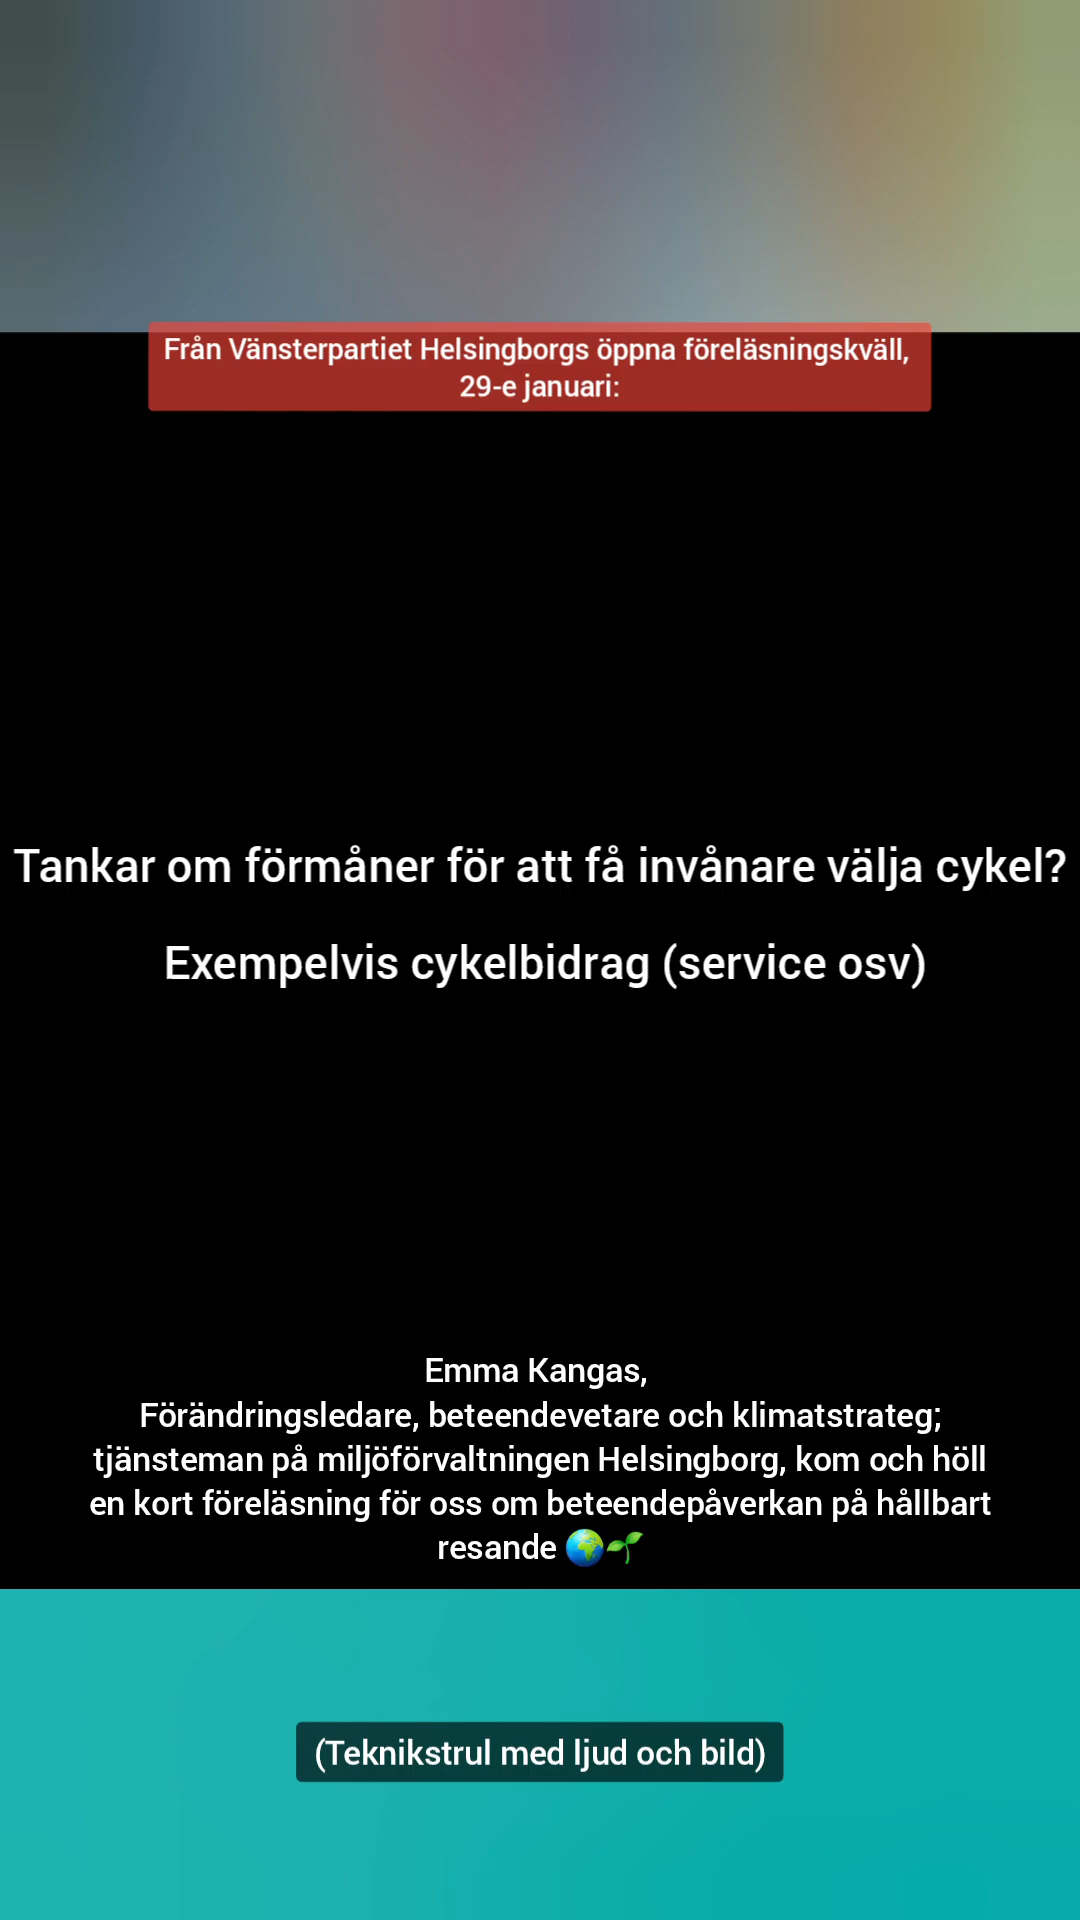 Från Vänsterpartiet Helsingborgs öppna föreläsningskväll,
29-e januari:
Tankar om förmåner för att få invånare välja cykel?
Exempelvis cykelbidrag (service osv)
Emma Kangas,
Förändringsledare, beteendevetare och klimatstrateg;
tjänsteman på miljöförvaltningen Helsingborg, kom och höll
en kort föreläsning för oss om beteendepåverkan på hållbart
resande 🌍🌱
(Teknikstrul med ljud och bild)